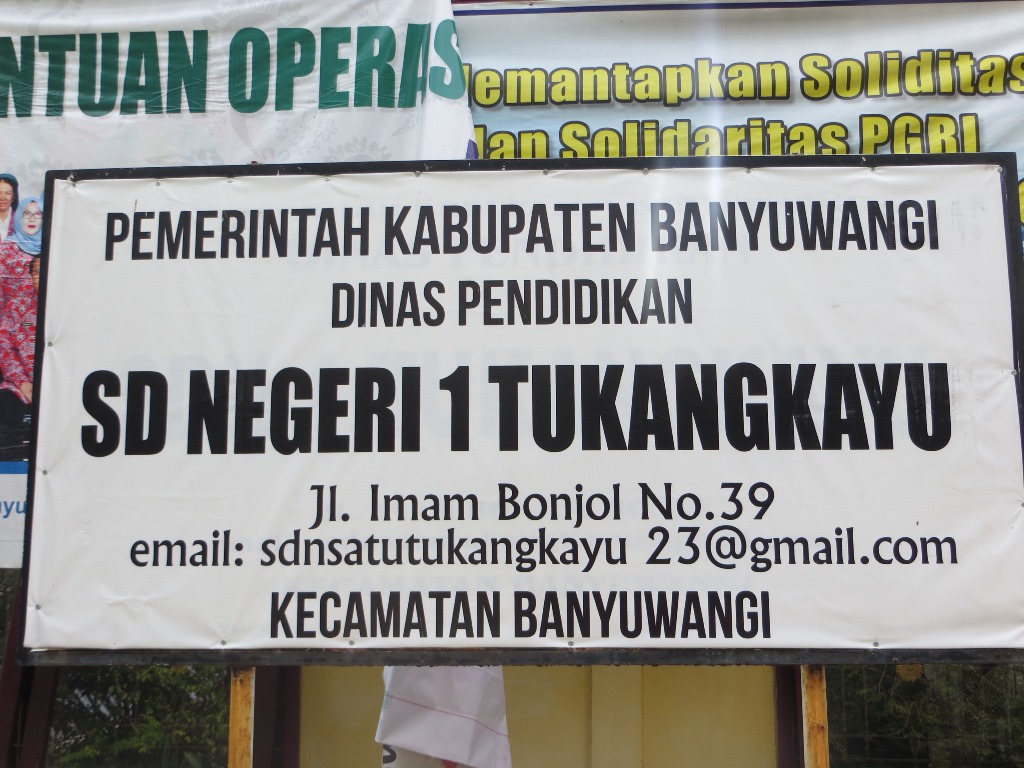 NTUAN OPERAS
Memantapkan Soliditas
dan Solidaritas PGRI
PEMERINTAH KABUPATEN BANYUWANGI
DINAS PENDIDIKAN
SD NEGERI 1 TUKANGKAYU
Jl. Imam Bonjol No.39
email: sdnsatutukangkayu 23@gmail.com
KECAMATAN BANYUWANGI